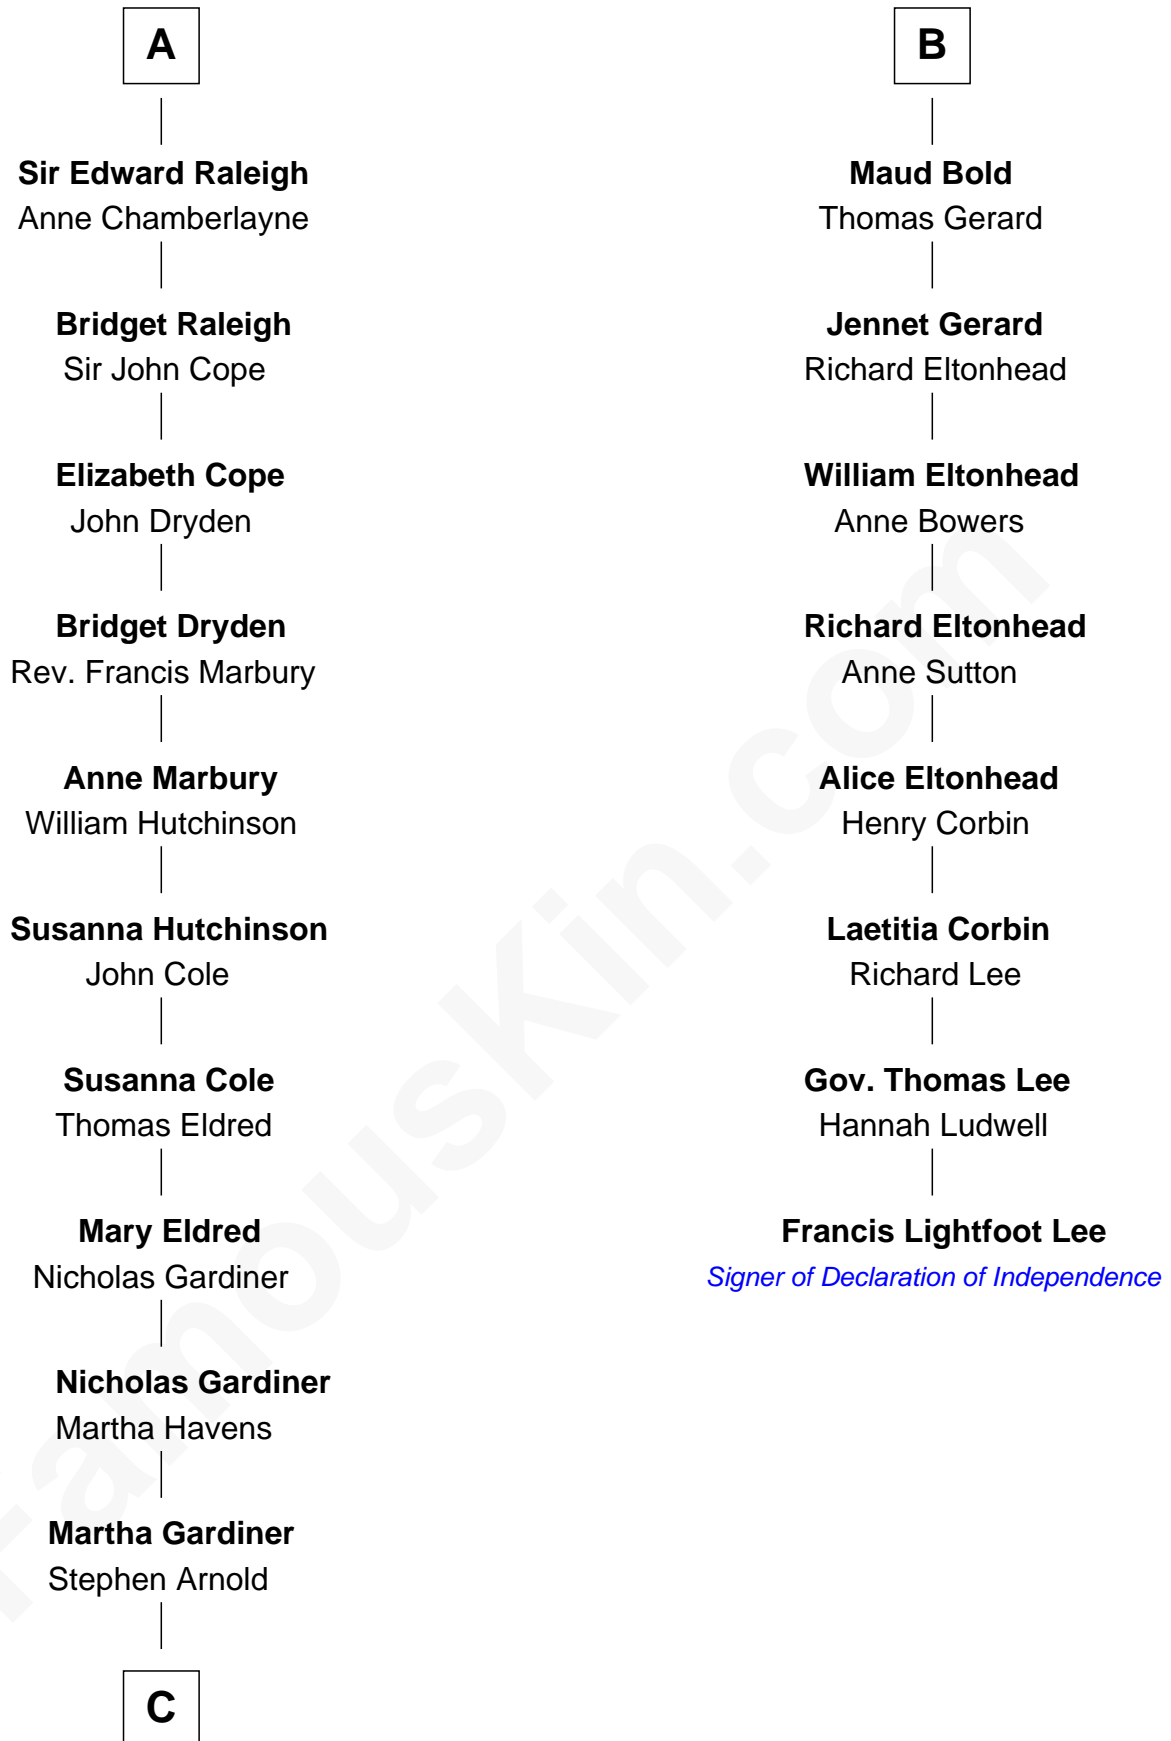 A
Sir Edward Raleigh
Anne Chamberlayne
Bridget Raleigh
Sir John Cope
Elizabeth Cope
John Dryden
Bridget Dryden
Rev. Francis Marbury
Anne Marbury
William Hutchinson
Susanna Hutchinson
John Cole
Susanna Cole
Thomas Eldred
Mary Eldred
Nicholas Gardiner
Nicholas Gardiner
Martha Havens
Martha Gardiner
Stephen Arnold
C
B
Maud Bold
Thomas Gerard
Jennet Gerard
Richard Eltonhead
William Eltonhead
Anne Bowers
Richard Eltonhead
Anne Sutton
Alice Eltonhead
Henry Corbin
Laetitia Corbin
Richard Lee
Gov. Thomas Lee
Hannah Ludwell
Francis Lightfoot Lee
Signer of Declaration of Independence
FamousKin.com